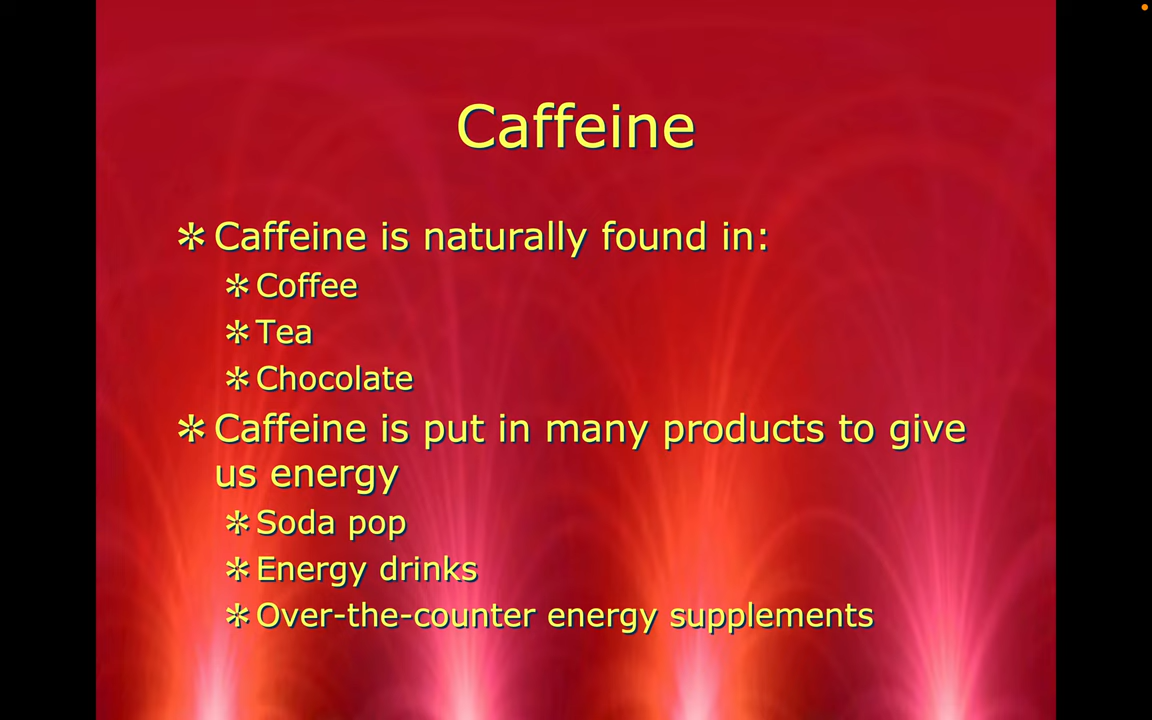 Caffeine
✲ Caffeine is naturally found in:
✲ Coffee
✲ Tea
✲ Chocolate
✲ Caffeine is put in many products to give
us energy
✲ Soda pop
✲ Energy drinks
✲ Over-the-counter energy supplements